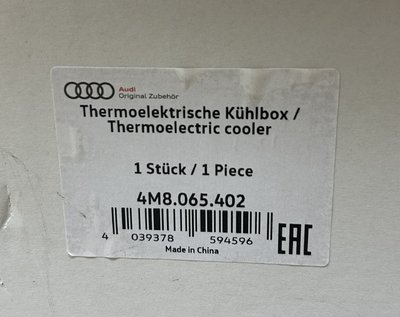 Audi
Original Zubehör
Thermoelektrische Kühlbox /
Thermoelectric cooler
1 Stück / 1 Piece
4M8.065.402
4 039378 594596
Made in China
EAC